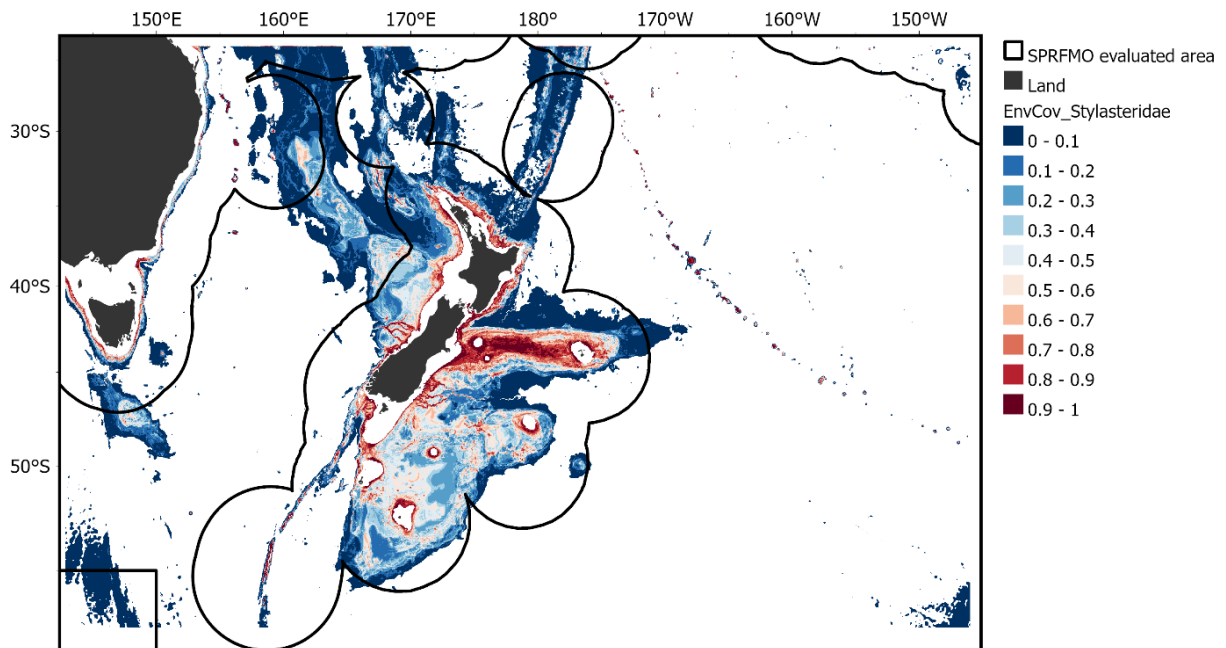 150°E 160°E 170°E 180° 170°W 160°W 150°W
30°S
40°S
50°S
SPRFMO evaluated area
Land
EnvCov_Stylasteridae
0 - 0.1
0.1 - 0.2
0.2 - 0.3
0.3 - 0.4
0.4 - 0.5
0.5 - 0.6
0.6 - 0.7
0.7 - 0.8
0.8 - 0.9
0.9 - 1